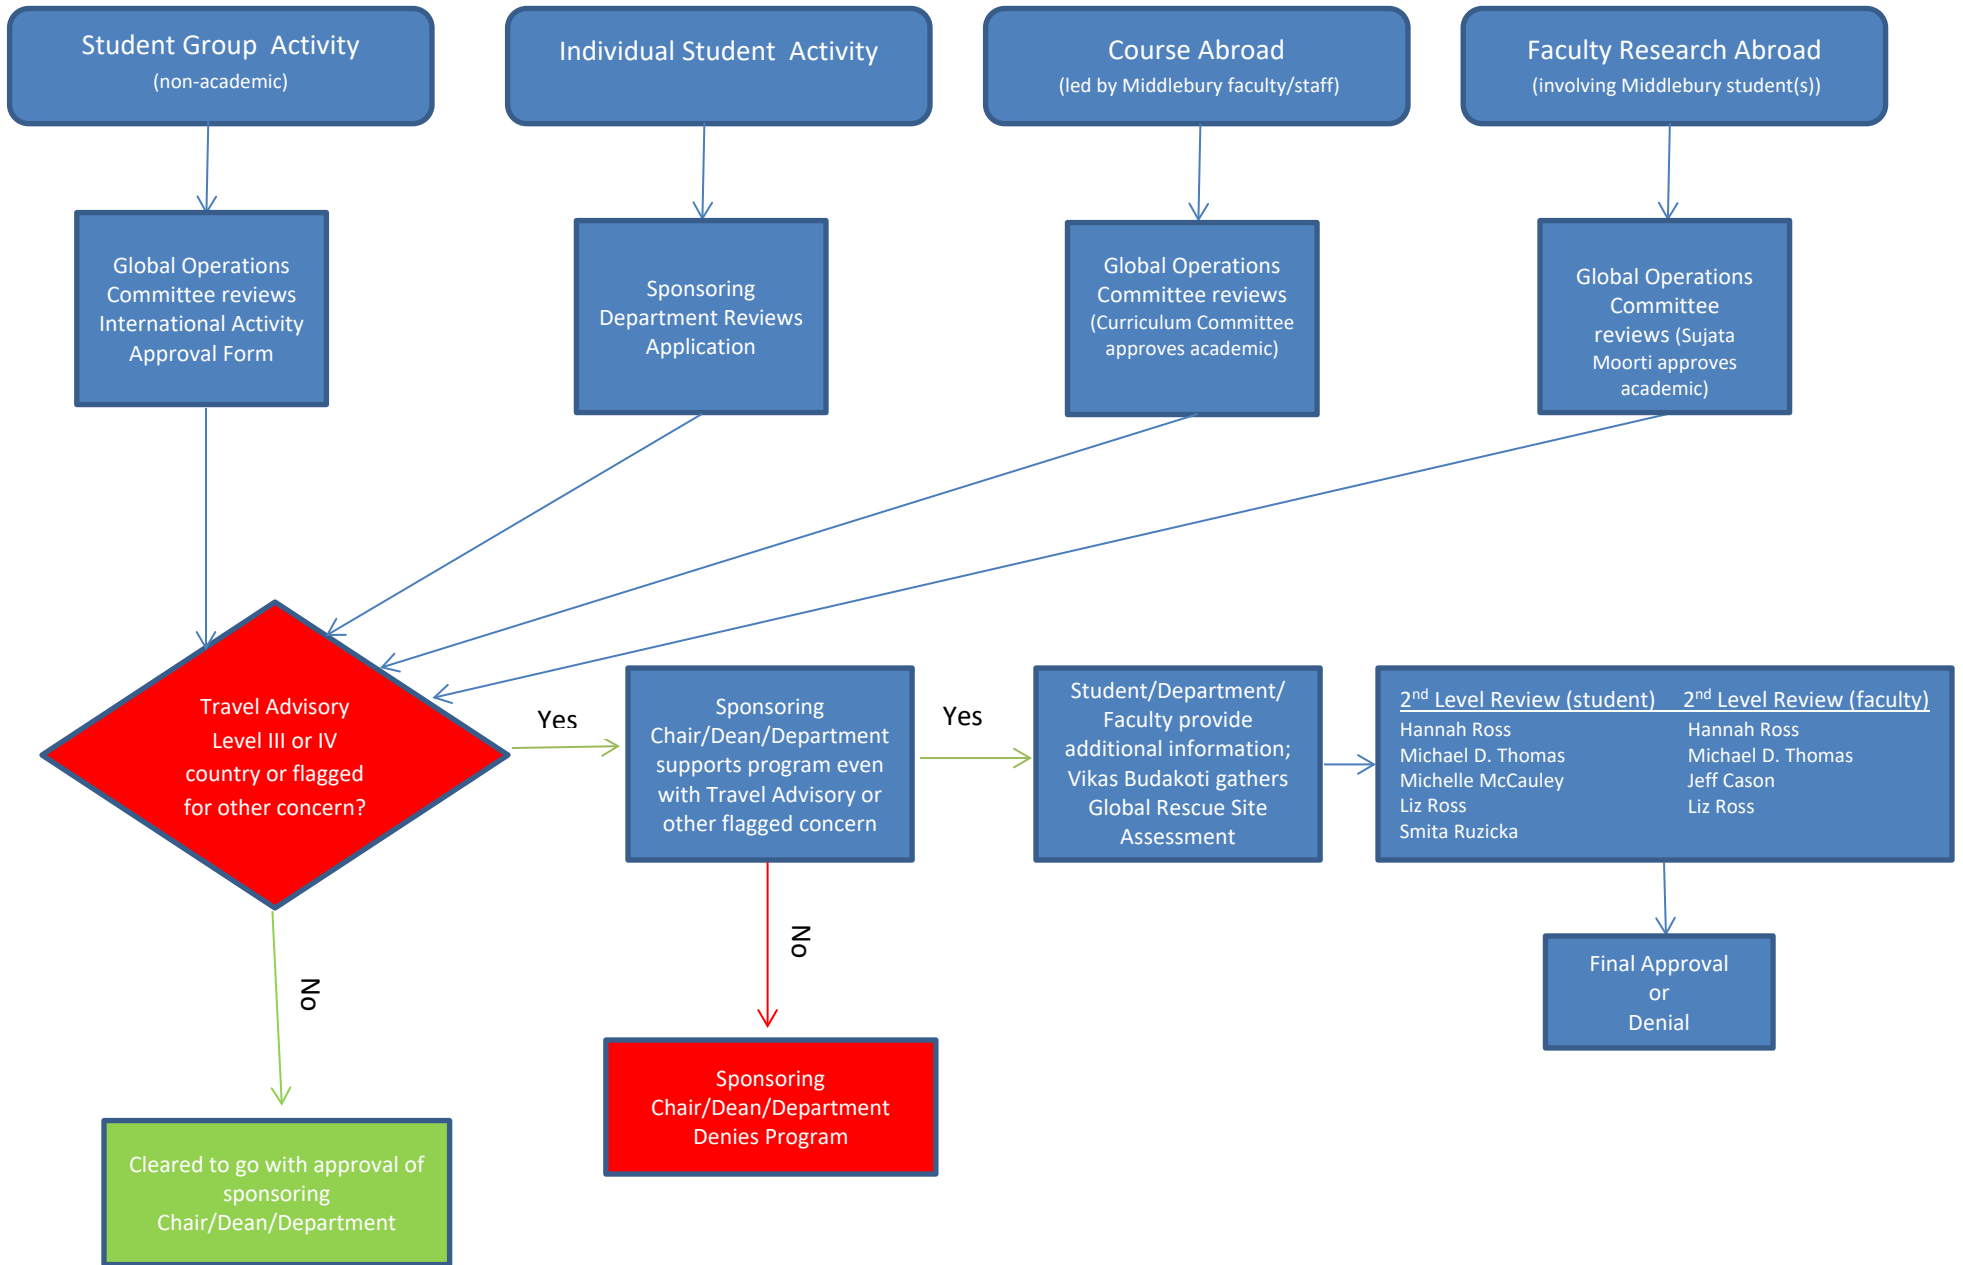 Student Group Activity
(non-academic)
Individual Student Activity
Course Abroad
(led by Middlebury faculty/staff)
Faculty Research Abroad
(involving Middlebury student(s))
Global Operations
Committee reviews
International Activity
Approval Form
Sponsoring
Department Reviews
Application
Global Operations
Committee reviews
(Curriculum Committee
approves academic)
Global Operations
Committee
reviews (Sujata
Moorti approves
academic)
Travel Advisory
Level III or IV
country or flagged
for other concern?
Yes
Sponsoring
Chair/Dean/Department
supports program even
with Travel Advisory or
other flagged concern
Yes
Student/Department/
Faculty provide
additional information;
Vikas Budakoti gathers
Global Rescue Site
Assessment
2nd Level Review (student)
Hannah Ross
Michael D. Thomas
Michelle McCauley
Liz Ross
Smita Ruzicka
2nd Level Review (faculty)
Hannah Ross
Michael D. Thomas
Jeff Cason
Liz Ross
No
No
Final Approval
or
Denial
Sponsoring
Chair/Dean/Department
Denies Program
Cleared to go with approval of
sponsoring
Chair/Dean/Department